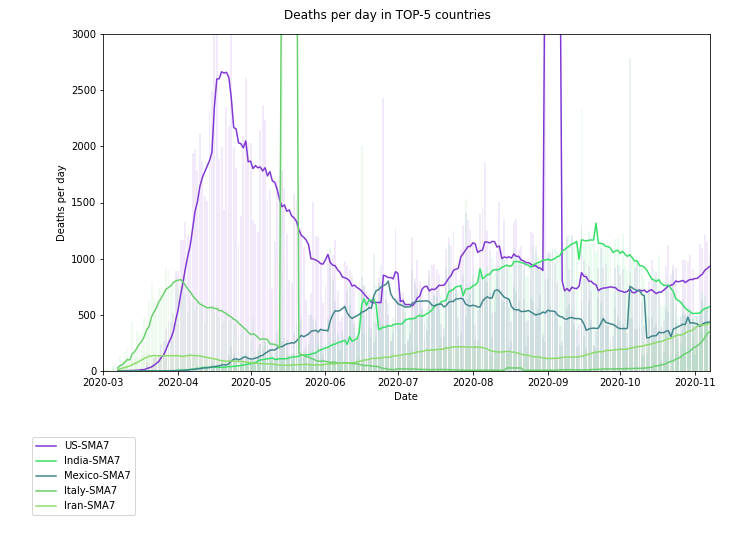 Deaths per day in TOP-5 countries
3000
2500
2000
1500
1000
500
0
Deaths per day
2020-03 2020-04 2020-05 2020-06 2020-07 2020-08 2020-09 2020-10 2020-11
Date
US-SMA7
India-SMA7
Mexico-SMA7
Italy-SMA7
Iran-SMA7